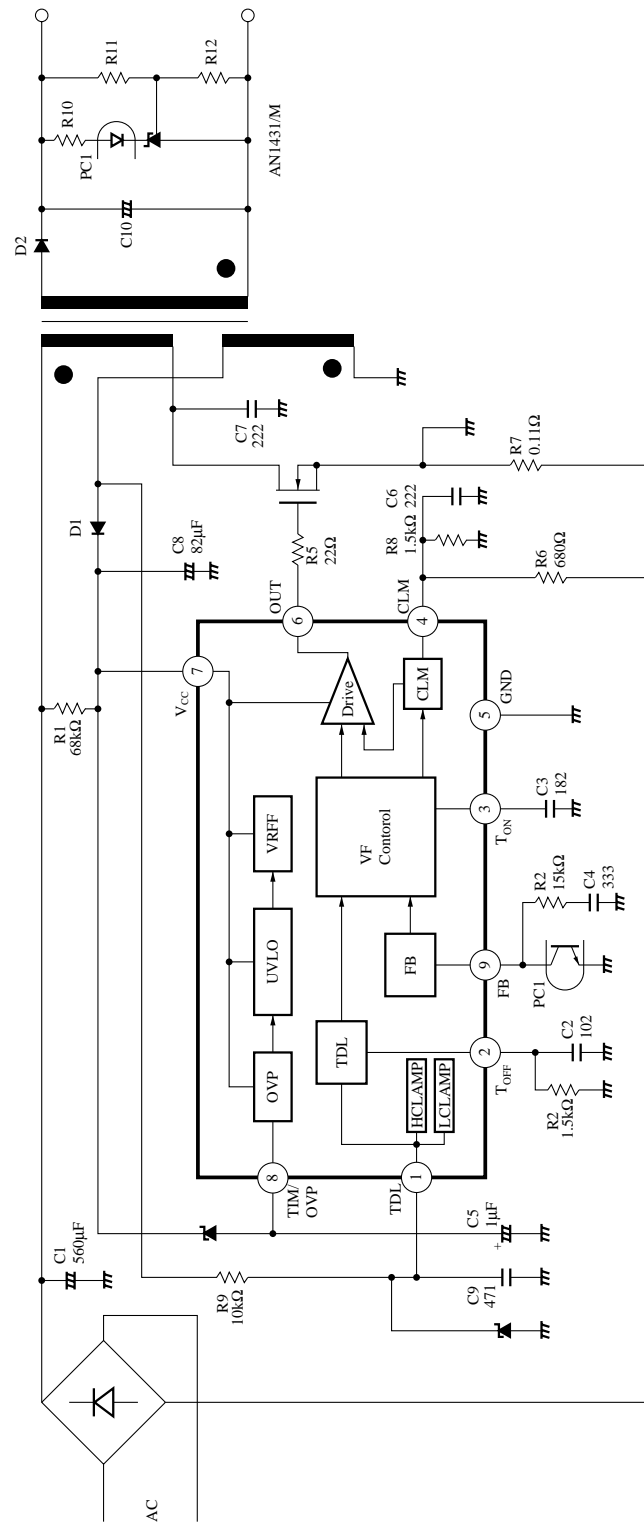 AC
C1
560μF
R1
68kΩ
D1
C8
82μF
D2
C10
R10
PC1
R11
R12
AN1431/M
C7
222
R9
10kΩ
8
TIM/
OVP
7
VCC
6
OUT
R5
22Ω
OVP
UVLO
VRFF
Drive
C5
1μF
+
1
TDL
TDL
HCLAMP
LCLAMP
FB
VF
Contorol
CLM
4
CLM
R8
1.5kΩ
C6
222
C9
471
2
TOFF
9
FB
3
TON
5
GND
R2
1.5kΩ
C2
102
PC1
R2
15kΩ
C4
333
C3
182
R6
680Ω
R7
0.11Ω